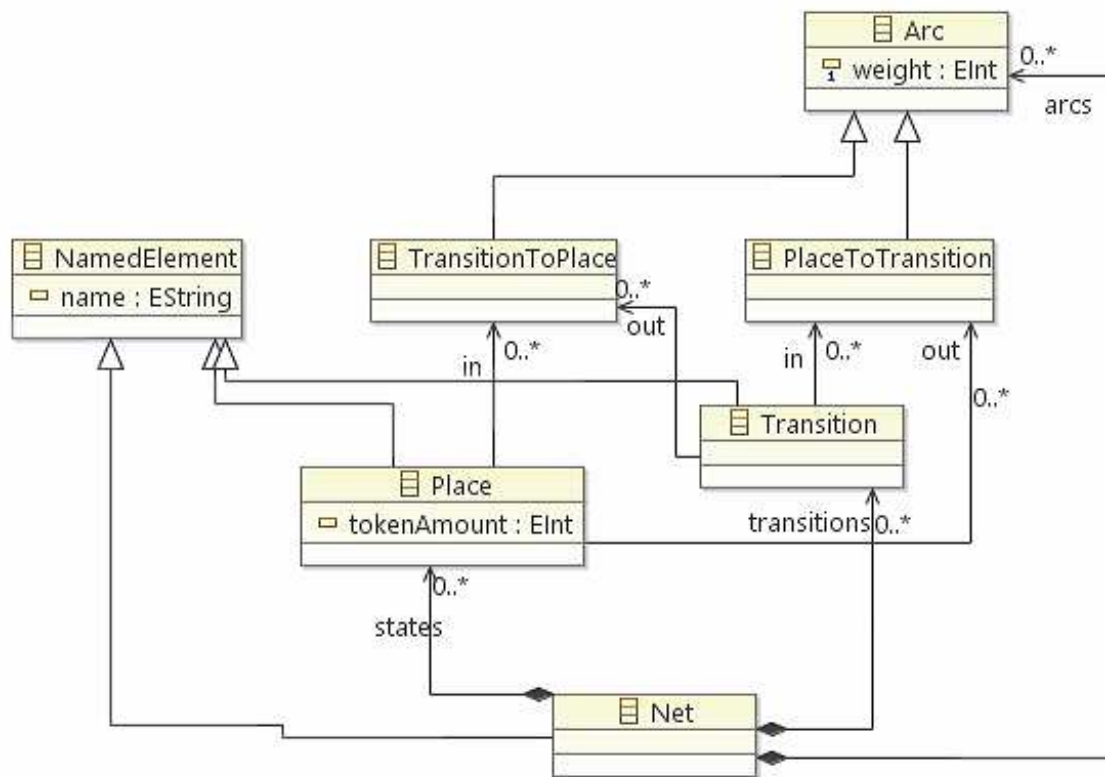 Arc
weight : EInt
0..*
arcs
NamedElement
name : EString
TransitionToPlace
PlaceToTransition
0..*
out
in
0..*
in
0..*
out
0..*
Transition
Place
tokenAmount : EInt
transitions
0..*
0..*
states
Net